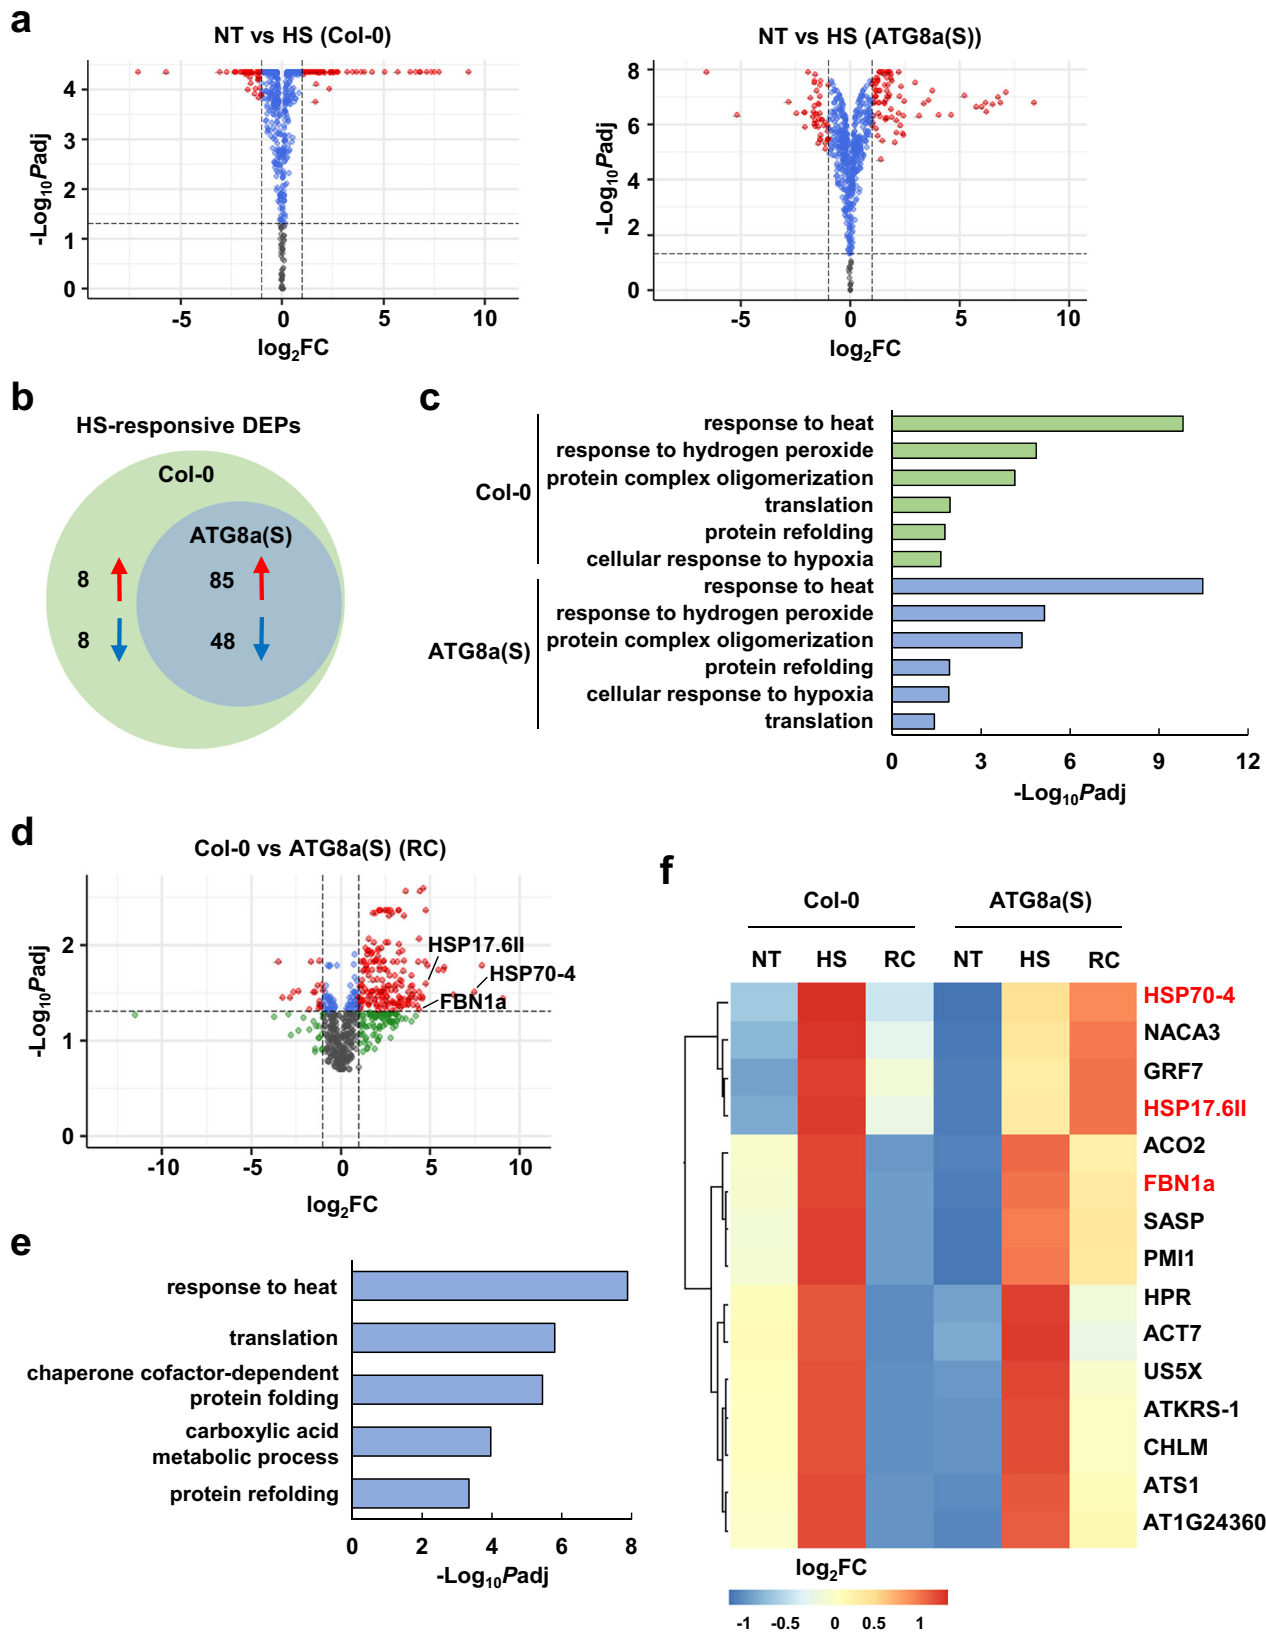 a
NT vs HS (Col-0)
4
3
2
1
0
-Log10Padj
-5
0
5
10
log2FC
NT vs HS (ATG8a(S))
8
6
4
2
0
-Log10Padj
-5
0
5
10
log2FC
b
HS-responsive DEPs
Col-0
ATG8a(S)
8
85
8
48
c
Col-0
response to heat
response to hydrogen peroxide
protein complex oligomerization
translation
protein refolding
cellular response to hypoxia
ATG8a(S)
response to heat
response to hydrogen peroxide
protein complex oligomerization
protein refolding
cellular response to hypoxia
translation
0 3 6 9 12
-Log10Padj
d
Col-0 vs ATG8a(S) (RC)
2
1
0
-Log10Padj
HSP17.6II
HSP70-4
FBN1a
-10 -5 0 5 10
log2FC
e
response to heat
translation
chaperone cofactor-dependent
protein folding
carboxylic acid
metabolic process
protein refolding
0 2 4 6 8
-Log10Padj
f
Col-0 ATG8a(S)
NT HS RC NT HS RC
HSP70-4
NACA3
GRF7
HSP17.6II
ACO2
FBN1a
SASP
PMI1
HPR
ACT7
US5X
ATKRS-1
CHLM
ATS1
AT1G24360
log2FC
-1 -0.5 0 0.5 1